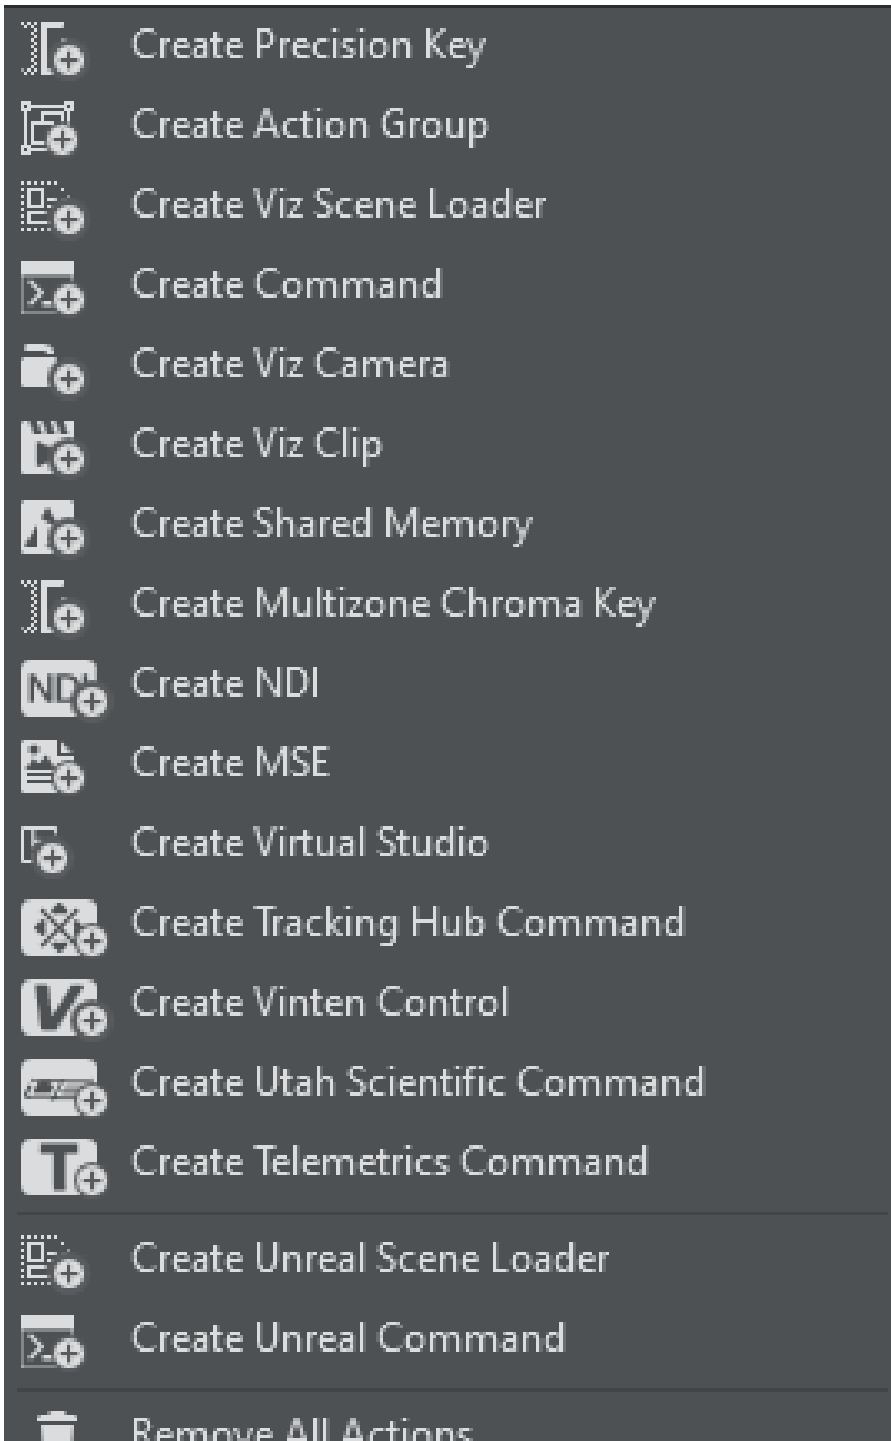 Create Precision Key
Create Action Group
Create Viz Scene Loader
Create Command
Create Viz Camera
Create Viz Clip
Create Shared Memory
Create Multizone Chroma Key
NDI Create NDI
Create MSE
Create Virtual Studio
Create Tracking Hub Command
V Create Vinten Control
Create Utah Scientific Command
T Create Telemetrics Command
Create Unreal Scene Loader
Create Unreal Command
Remove All Actions